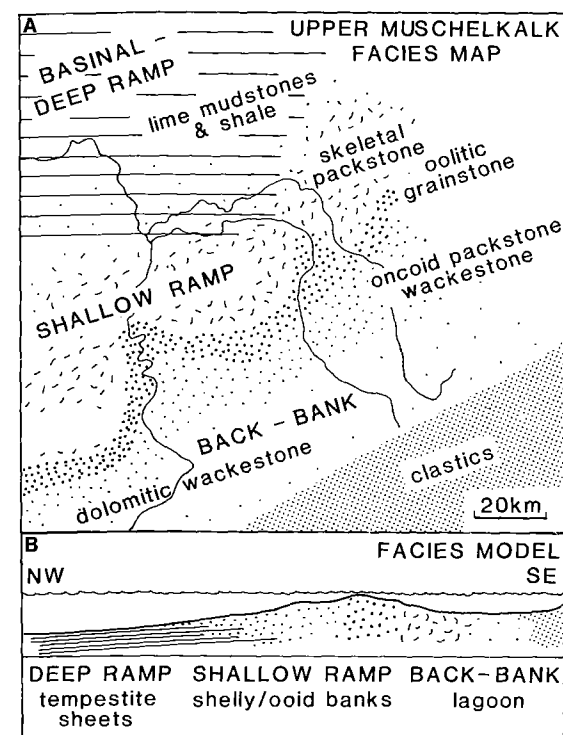 A
UPPER MUSCHELKALK
FACIES MAP
BASINAL -
DEEP RAMP
lime mudstones
& shale
skeletal
packstone
oolitic
grainstone
oncoid packstone
wackestone
SHALLOW RAMP
BACK - BANK
dolomitic wackestone
clastics
20km
B
FACIES MODEL
NW
SE
DEEP RAMP
tempestite
sheets
SHALLOW RAMP
shelly/ooid banks
BACK-BANK
lagoon